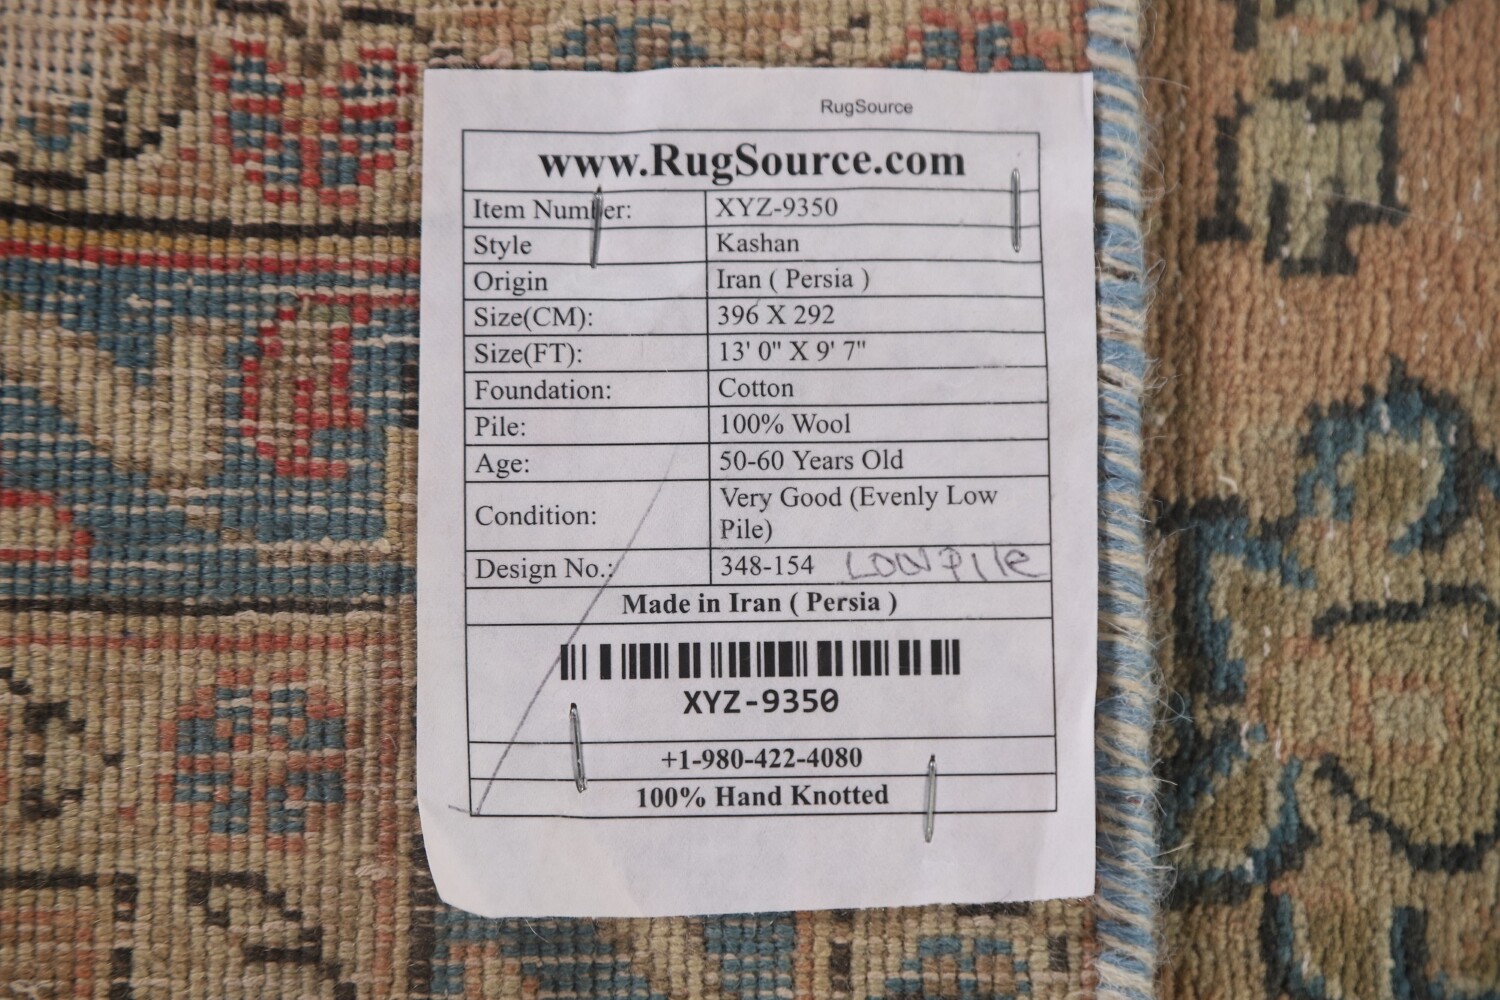 RugSource
www.RugSource.com
Item Number: XYZ-9350
Style Kashan
Origin Iran ( Persia )
Size(CM): 396 X 292
Size(FT): 13' 0" X 9' 7"
Foundation: Cotton
Pile: 100% Wool
Age: 50-60 Years Old
Condition: Very Good (Evenly Low
Pile)
Design No.: 348-154 LOW PILE
Made in Iran ( Persia )
XYZ-9350
+1-980-422-4080
100% Hand Knotted